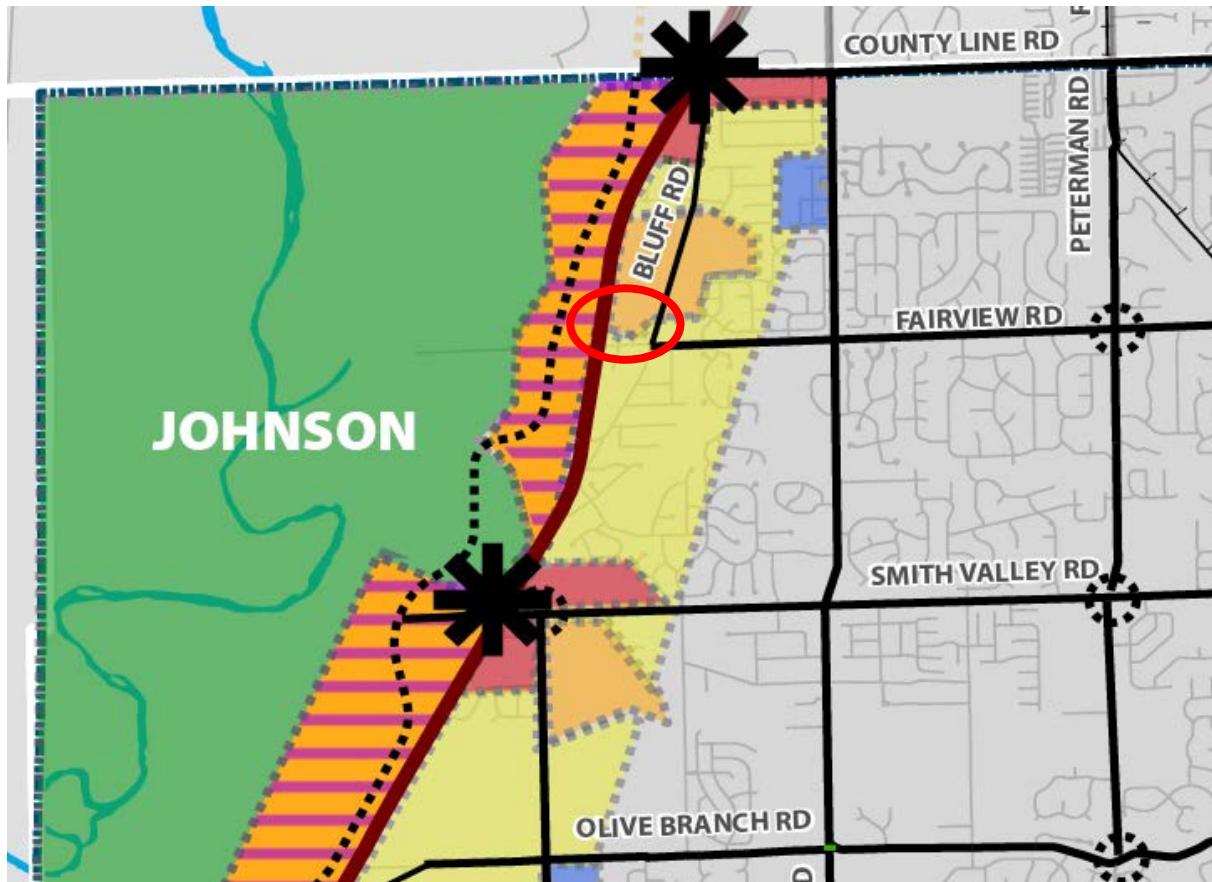 COUNTY LINE RD
PETERMAN RD
BLUFF RD
FAIRVIEW RD
JOHNSON
SMITH VALLEY RD
OLIVE BRANCH RD